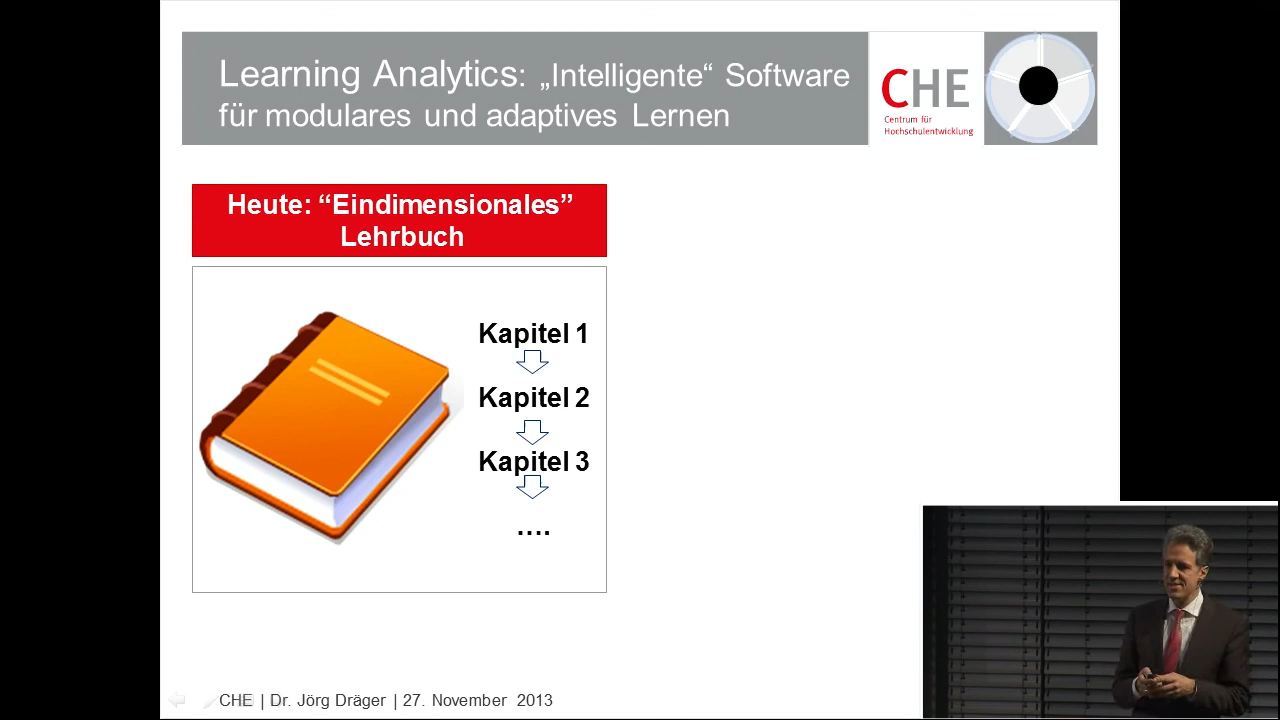 Learning Analytics: „Intelligente“ Software
für modulares und adaptives Lernen
CHE
Centrum für
Hochschulentwicklung
Heute: “Eindimensionales”
Lehrbuch
Kapitel 1
Kapitel 2
Kapitel 3
....
CHE | Dr. Jörg Dräger | 27. November 2013